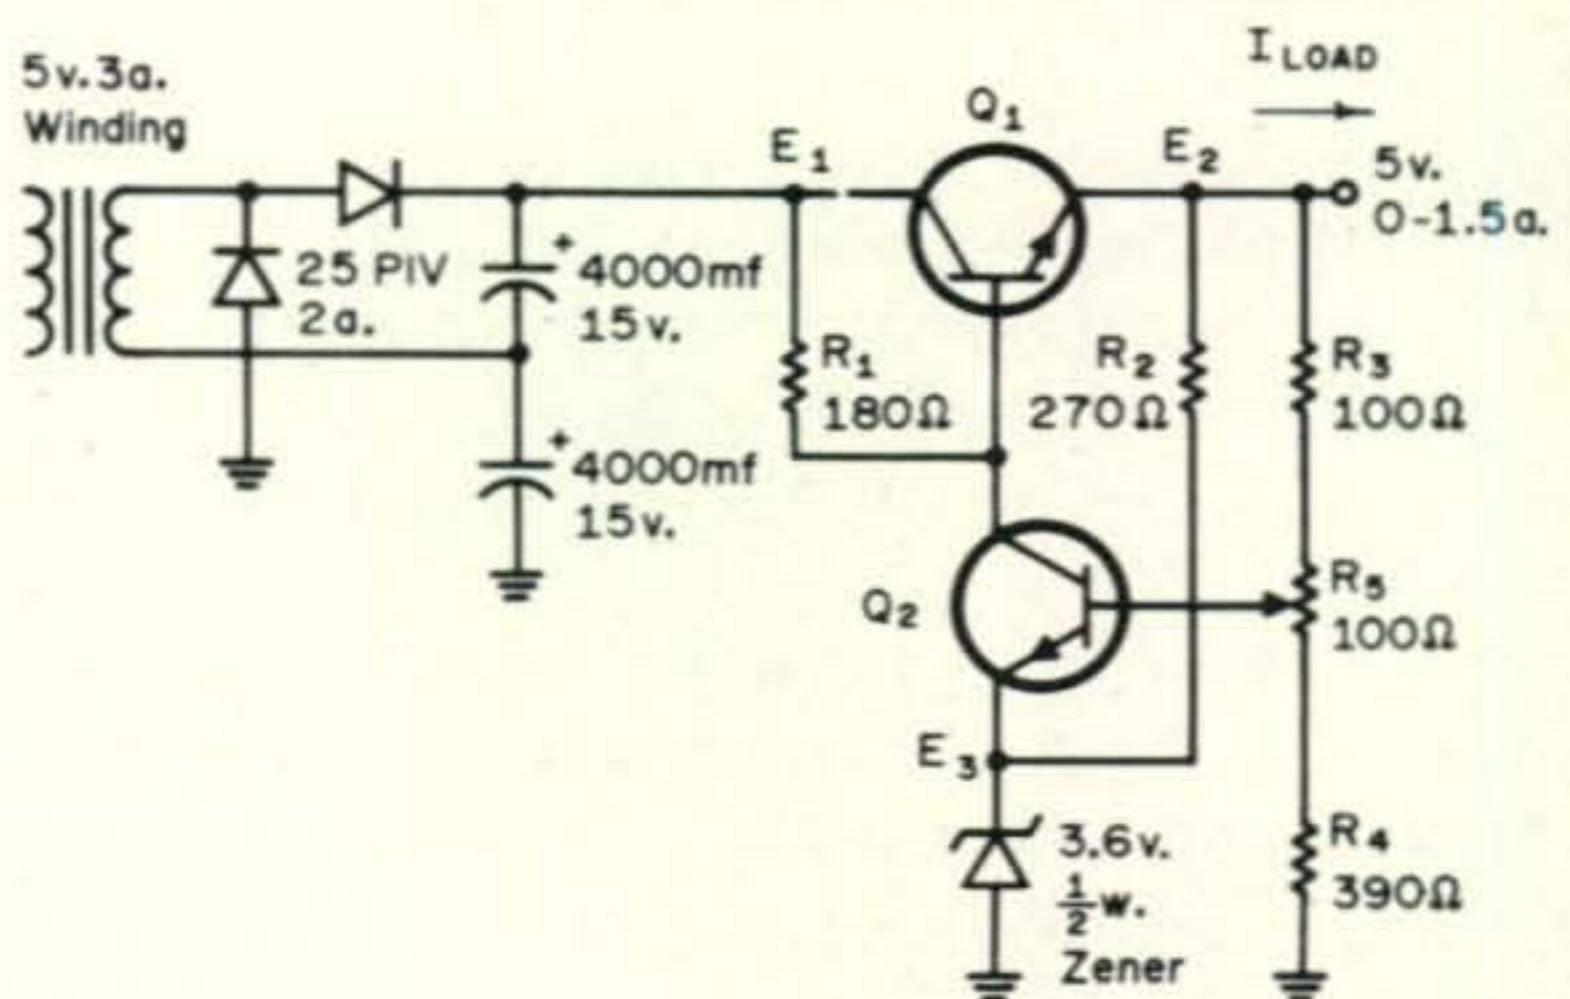 5v.3a.
Winding
25 PIV
2a.
+
4000mf
15v.
+
4000mf
15v.
E1
Q1
E2
ILOAD
5v.
0-1.5a.
R1
180Ω
R2
270Ω
R3
100Ω
Q2
R5
100Ω
E3
3.6v.
1/2w.
Zener
R4
390Ω